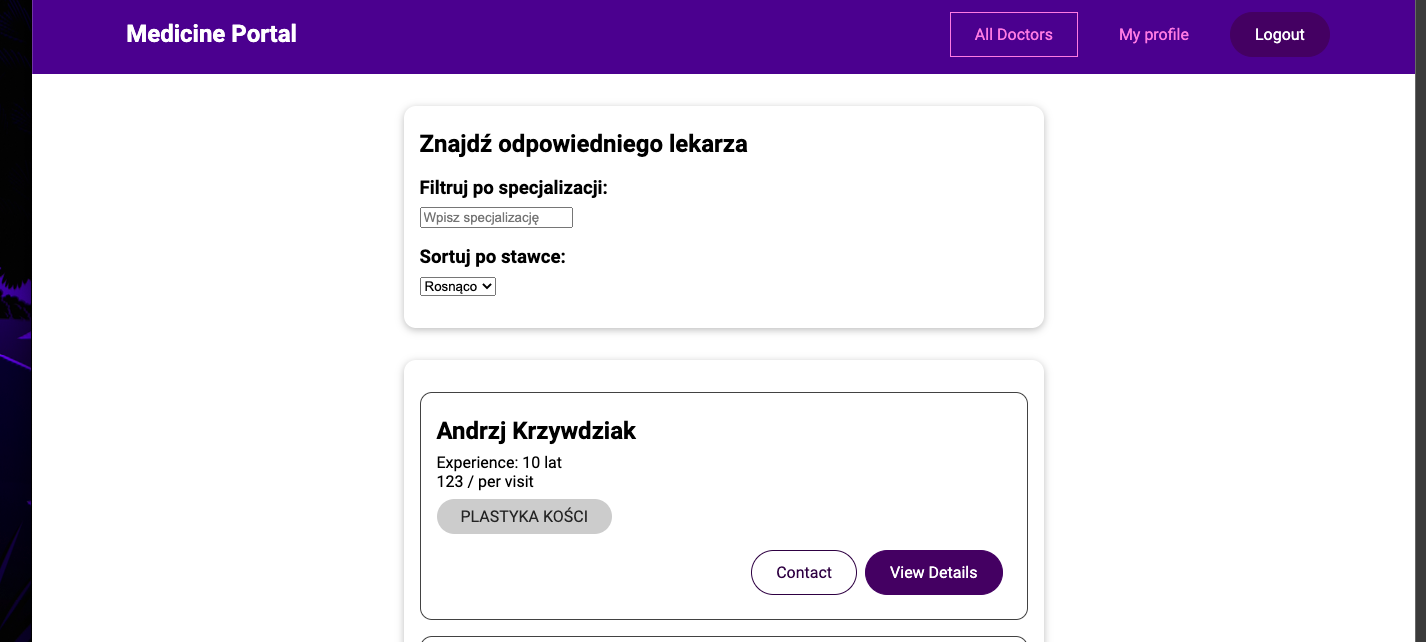 Medicine Portal
All Doctors
My profile
Logout
Znajdź odpowiedniego lekarza
Filtruj po specjalizacji:
Wpisz specjalizację
Sortuj po stawce:
Rosnąco
Andrzj Krzywdziak
Experience: 10 lat
123 / per visit
PLASTYKA KOŚCI
Contact
View Details